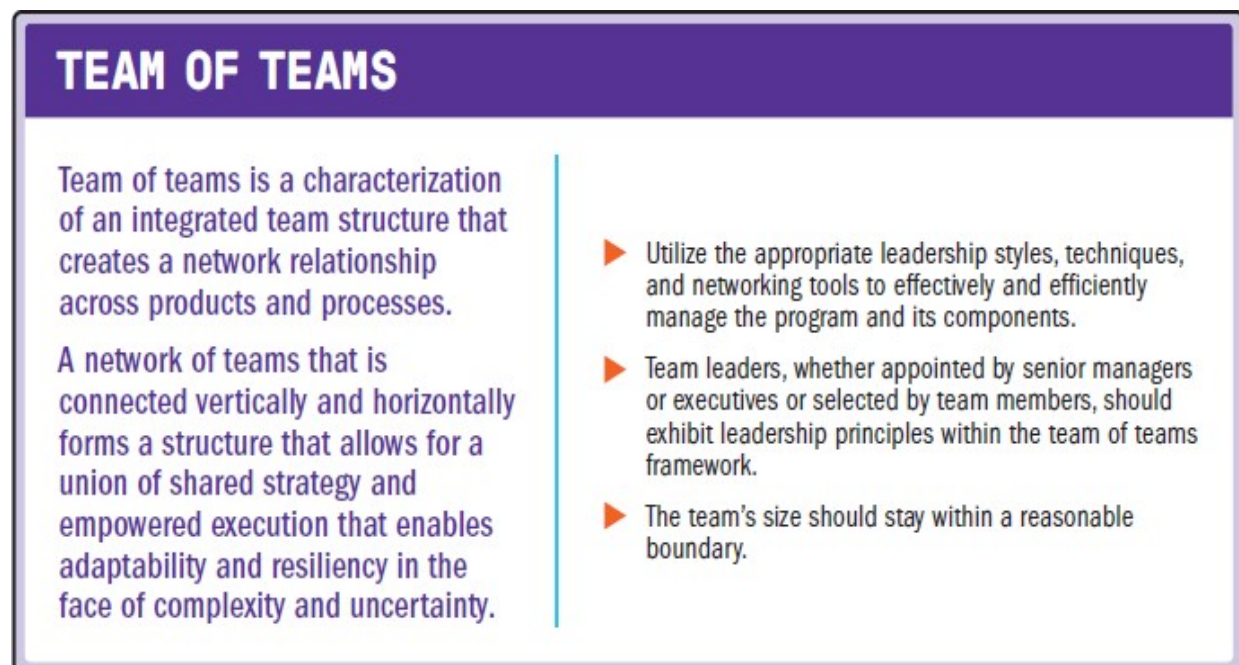 TEAM OF TEAMS
Team of teams is a characterization
of an integrated team structure that
creates a network relationship
across products and processes.
A network of teams that is
connected vertically and horizontally
forms a structure that allows for a
union of shared strategy and
empowered execution that enables
adaptability and resiliency in the
face of complexity and uncertainty.
Utilize the appropriate leadership styles, techniques,
and networking tools to effectively and efficiently
manage the program and its components.
Team leaders, whether appointed by senior managers
or executives or selected by team members, should
exhibit leadership principles within the team of teams
framework.
The team’s size should stay within a reasonable
boundary.